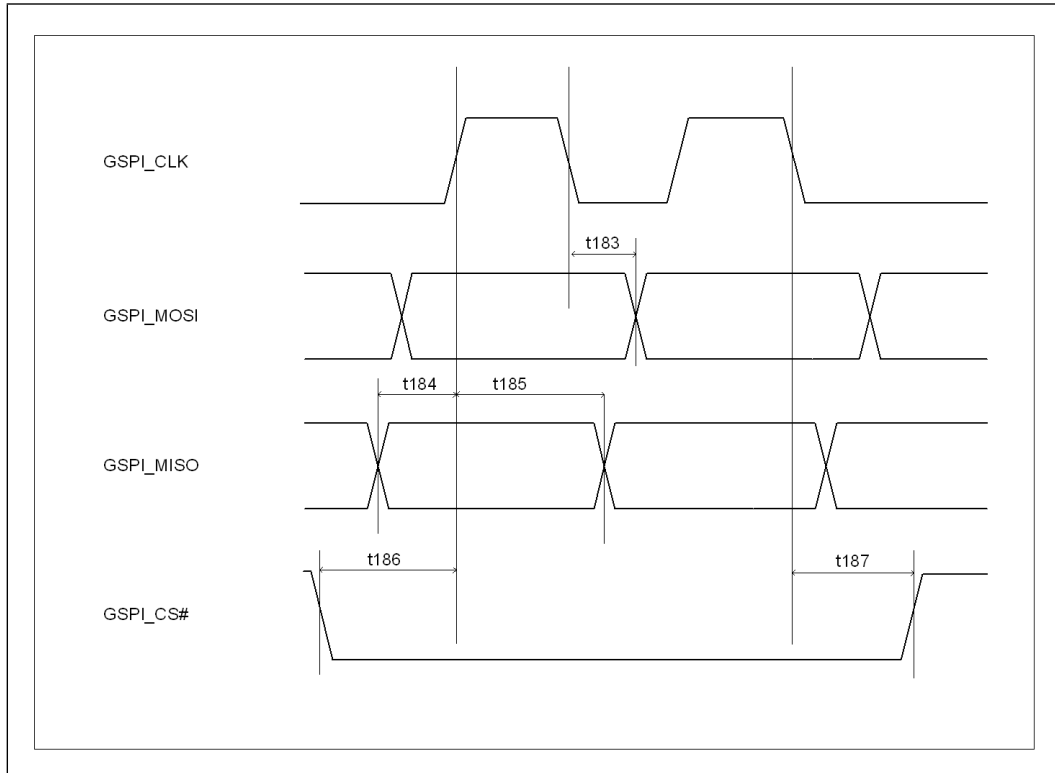 GSPI_CLK
t183
GSPI_MOSI
t184
t185
GSPI_MISO
t186
t187
GSPI_CS#